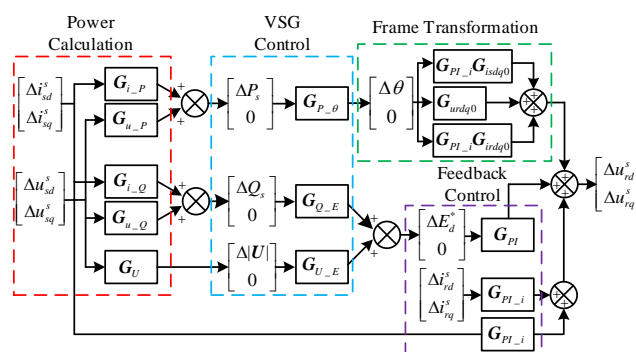 Power Calculation
VSG Control
Frame Transformation
Δi^s_sd
Δi^s_sq
G_i_P
G_u_P
+
+
ΔP_s
0
G_P_θ
Δθ
0
G_PI_i G_isdq0
G_urdq0
G_PI_i G_irdq0
+
+
+
Δu^s_sd
Δu^s_sq
G_i_Q
G_u_Q
+
+
ΔQ_s
0
G_Q_E
Feedback Control
+
+
+
Δu^s_rd
Δu^s_rq
G_U
Δ|U|
0
G_U_E
+
+
ΔE^*_d
0
G_PI
Δi^s_rd
Δi^s_rq
G_PI_i
+
+
G_PI_i